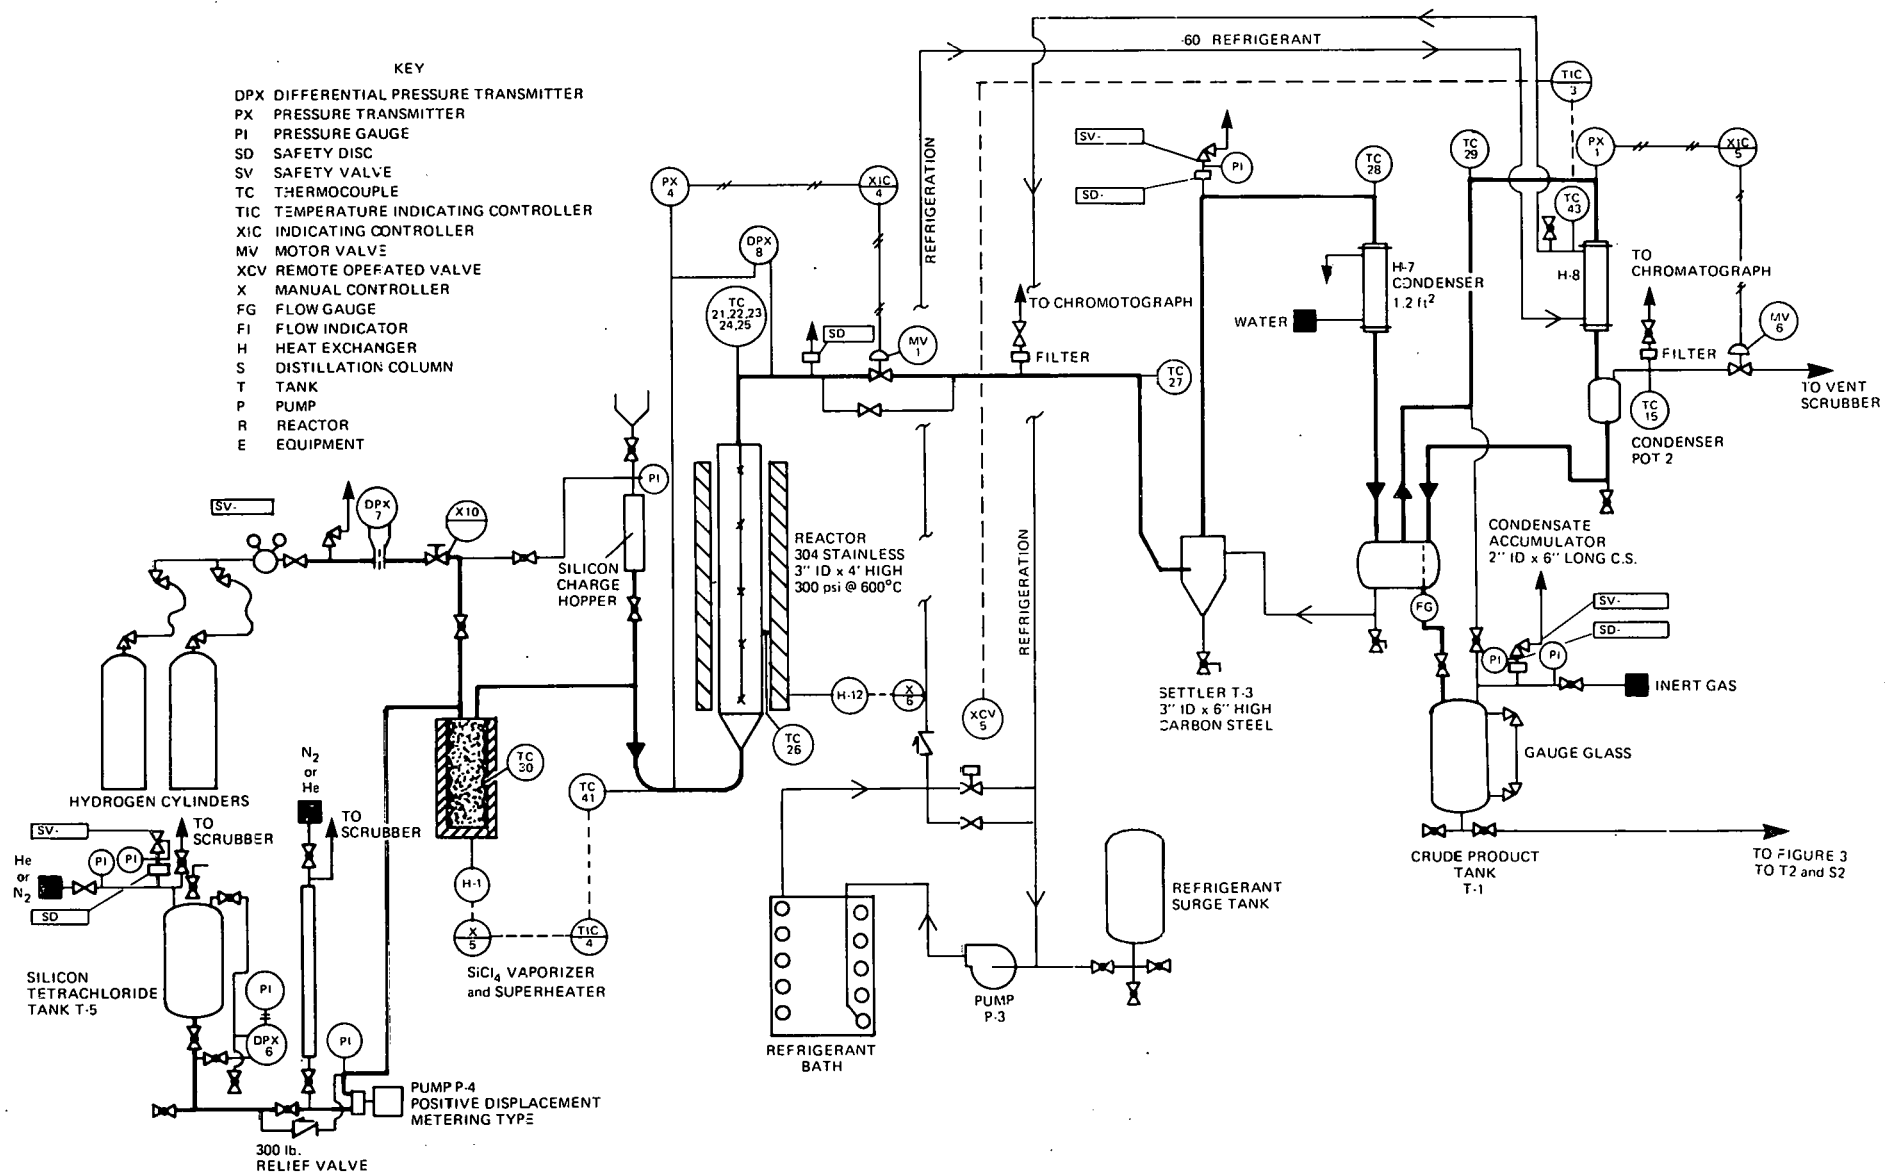 KEY
DPX DIFFERENTIAL PRESSURE TRANSMITTER
PX PRESSURE TRANSMITTER
PI PRESSURE GAUGE
SD SAFETY DISC
SV SAFETY VALVE
TC THERMOCOUPLE
TIC TEMPERATURE INDICATING CONTROLLER
XIC INDICATING CONTROLLER
MV MOTOR VALVE
XCV REMOTE OPERATED VALVE
X MANUAL CONTROLLER
FG FLOW GAUGE
FI FLOW INDICATOR
H HEAT EXCHANGER
S DISTILLATION COLUMN
T TANK
P PUMP
R REACTOR
E EQUIPMENT
-60 REFRIGERANT
TIC
3
SV-
PI
SD-
TC
28
TC
29
PX
1
XIC
5
TC
43
PX
4
XIC
4
REFRIGERATION
DPX
8
TC
21,22,23
24,25
SD
MV
1
TO CHROMOTOGRAPH
FILTER
TC
27
WATER
H-7
CONDENSER
1.2 ft²
H-8
TO
CHROMATOGRAPH
MV
6
FILTER
TO VENT
SCRUBBER
TC
15
CONDENSER
POT 2
SV-
DPX
7
X10
PI
SILICON
CHARGE
HOPPER
REACTOR
304 STAINLESS
3" ID x 4' HIGH
300 psi @ 600°C
REFRIGERATION
CONDENSATE
ACCUMULATOR
2" ID x 6" LONG C.S.
FG
SV-
SD-
PI
PI
INERT GAS
H-12
X
6
XCV
5
TC
26
SETTLER T-3
3" ID x 6" HIGH
CARBON STEEL
GAUGE GLASS
HYDROGEN CYLINDERS
N₂
or
He
TO
SCRUBBER
TC
30
TC
41
SV-
TO
SCRUBBER
He
or
N₂
PI
PI
SD
H-1
X
5
TIC
4
SiCl₄ VAPORIZER
and SUPERHEATER
CRUDE PRODUCT
TANK
T-1
TO FIGURE 3
TO T2 and S2
REFRIGERANT
SURGE TANK
PUMP
P-3
REFRIGERANT
BATH
SILICON
TETRACHLORIDE
TANK T-5
PI
DPX
6
PI
PUMP P-4
POSITIVE DISPLACEMENT
METERING TYPE
300 lb.
RELIEF VALVE